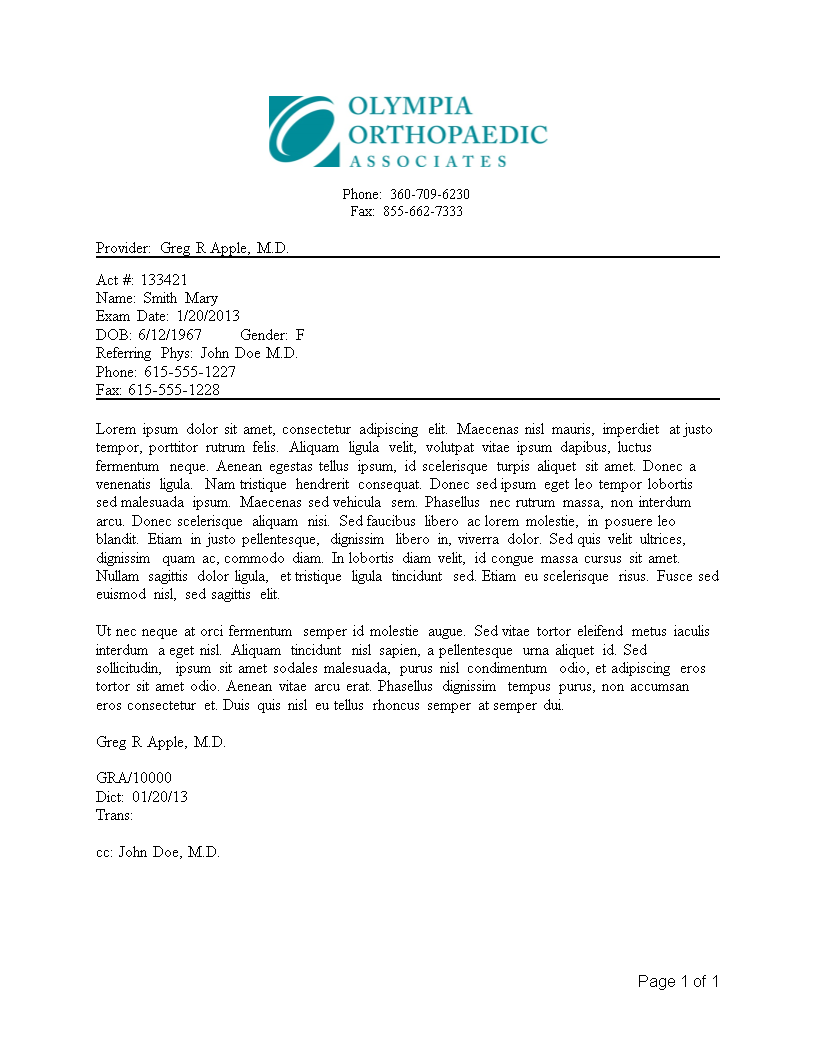 OLYMPIA
ORTHOPAEDIC
ASSOCIATES
Phone: 360-709-6230
Fax: 855-662-7333
Provider: Greg R Apple, M.D.
Act #: 133421
Name: Smith Mary
Exam Date: 1/20/2013
DOB: 6/12/1967 Gender: F
Referring Phys: John Doe M.D.
Phone: 615-555-1227
Fax: 615-555-1228
Lorem ipsum dolor sit amet, consectetur adipiscing elit. Maecenas nisl mauris, imperdiet at justo
tempor, porttitor rutrum felis. Aliquam ligula velit, volutpat vitae ipsum dapibus, luctus
fermentum neque. Aenean egestas tellus ipsum, id scelerisque turpis aliquet sit amet. Donec a
venenatis ligula. Nam tristique hendrerit consequat. Donec sed ipsum eget leo tempor lobortis
sed malesuada ipsum. Maecenas sed vehicula sem. Phasellus nec rutrum massa, non interdum
arcu. Donec scelerisque aliquam nisi. Sed faucibus libero ac lorem molestie, in posuere leo
blandit. Etiam in justo pellentesque, dignissim libero in, viverra dolor. Sed quis velit ultrices,
dignissim quam ac, commodo diam. In lobortis diam velit, id congue massa cursus sit amet.
Nullam sagittis dolor ligula, et tristique ligula tincidunt sed. Etiam eu scelerisque risus. Fusce sed
euismod nisl, sed sagittis elit.
Ut nec neque at orci fermentum semper id molestie augue. Sed vitae tortor eleifend metus iaculis
interdum a eget nisl. Aliquam tincidunt nisl sapien, a pellentesque urna aliquet id. Sed
sollicitudin, ipsum sit amet sodales malesuada, purus nisl condimentum odio, et adipiscing eros
tortor sit amet odio. Aenean vitae arcu erat. Phasellus dignissim tempus purus, non accumsan
eros consectetur et. Duis quis nisl eu tellus rhoncus semper at semper dui.
Greg R Apple, M.D.
GRA/10000
Dict: 01/20/13
Trans:
cc: John Doe, M.D.
Page 1 of 1